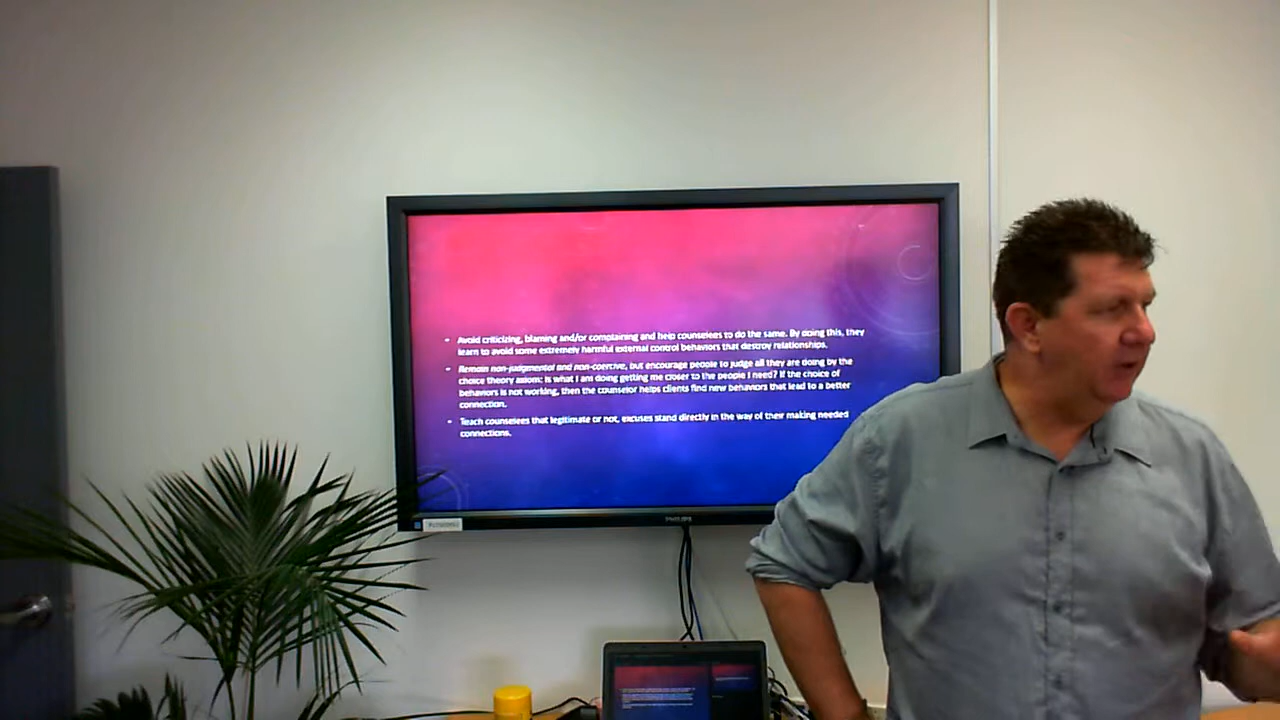 Avoid criticizing, blaming and/or complaining and help counselees to do the same. By doing this, they
learn to avoid some extremely harmful external control behaviors that destroy relationships.
Remain non-judgmental and non-coercive, but encourage people to judge all they are doing by the
choice theory axiom: Is what I am doing getting me closer to the people I need? If the choice of
behaviors is not working, then the counselor helps clients find new behaviors that lead to a better
connection.
Teach counselees that legitimate or not, excuses stand directly in the way of their making needed
connections.
PHILIPS